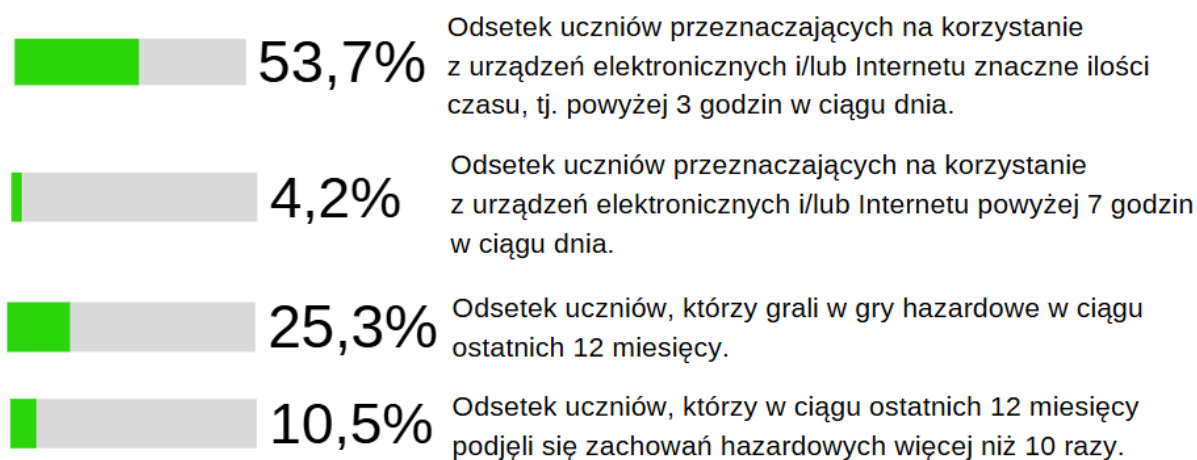 53,7%
Odsetek uczniów przeznaczających na korzystanie
z urządzeń elektronicznych i/lub Internetu znaczne ilości
czasu, tj. powyżej 3 godzin w ciągu dnia.
4,2%
Odsetek uczniów przeznaczających na korzystanie
z urządzeń elektronicznych i/lub Internetu powyżej 7 godzin
w ciągu dnia.
25,3%
Odsetek uczniów, którzy grali w gry hazardowe w ciągu
ostatnich 12 miesięcy.
10,5%
Odsetek uczniów, którzy w ciągu ostatnich 12 miesięcy
podjęli się zachowań hazardowych więcej niż 10 razy.